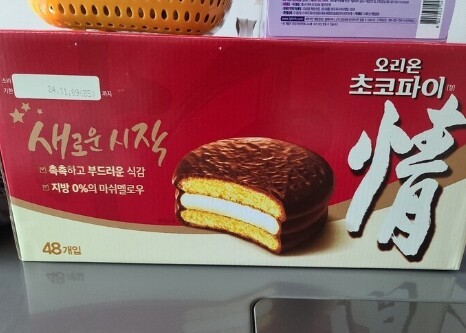 오리온
초코파이
情
새로운 시작
촉촉하고 부드러운 식감
지방 0%의 마쉬멜로우
48개입